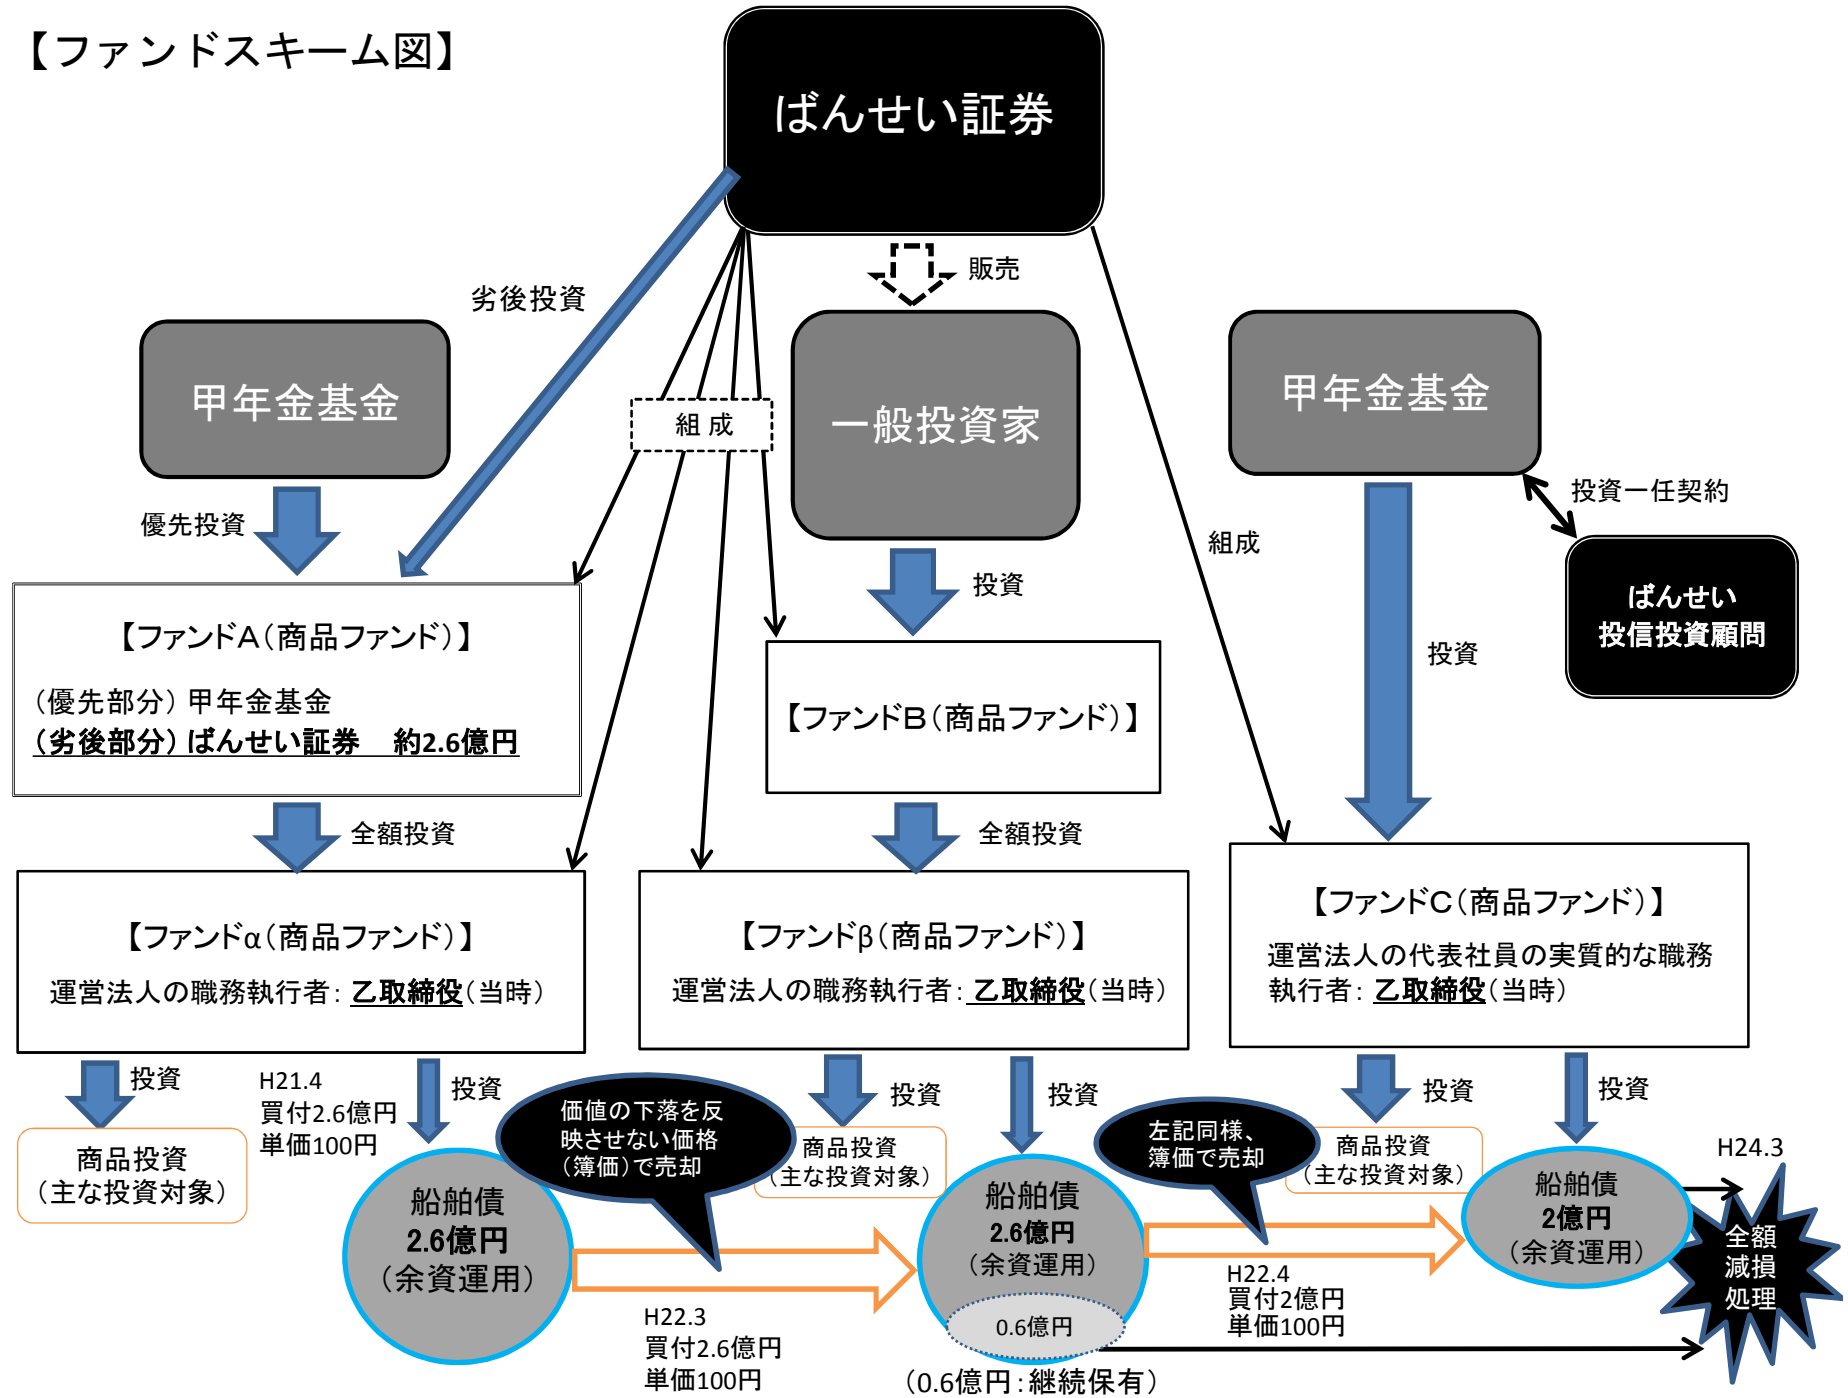 【ファンドスキーム図】
ばんせい証券
販売
劣後投資
甲年金基金
組 成
一般投資家
甲年金基金
投資一任契約
優先投資
組成
投資
ばんせい
投信投資顧問
【ファンドA（商品ファンド）】
（優先部分）甲年金基金
（劣後部分）ばんせい証券　約2.6億円
投資
【ファンドB（商品ファンド）】
全額投資
全額投資
【ファンドα（商品ファンド）】
運営法人の職務執行者：乙取締役（当時）
【ファンドβ（商品ファンド）】
運営法人の職務執行者：乙取締役（当時）
【ファンドC（商品ファンド）】
運営法人の代表社員の実質的な職務
執行者：乙取締役（当時）
投資
H21.4
買付2.6億円
単価100円
投資
価値の下落を反
映させない価格
（簿価）で売却
投資
投資
左記同様、
簿価で売却
投資
投資
H24.3
商品投資
（主な投資対象）
船舶債
2.6億円
（余資運用）
商品投資
（主な投資対象）
船舶債
2.6億円
（余資運用）
0.6億円
商品投資
（主な投資対象）
船舶債
2億円
（余資運用）
全額
減損
処理
H22.3
買付2.6億円
単価100円
H22.4
買付2億円
単価100円
（0.6億円：継続保有）